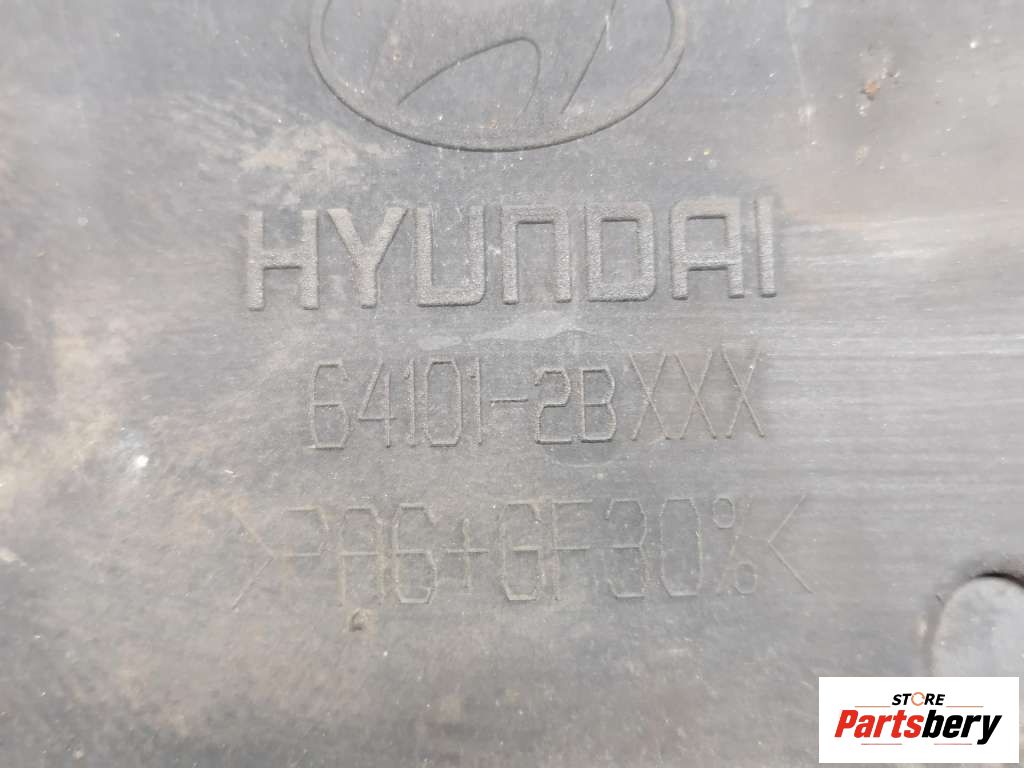 HYUNDAI
64101-2BXXX
>PA6+GF30%<
STORE
Partsbery